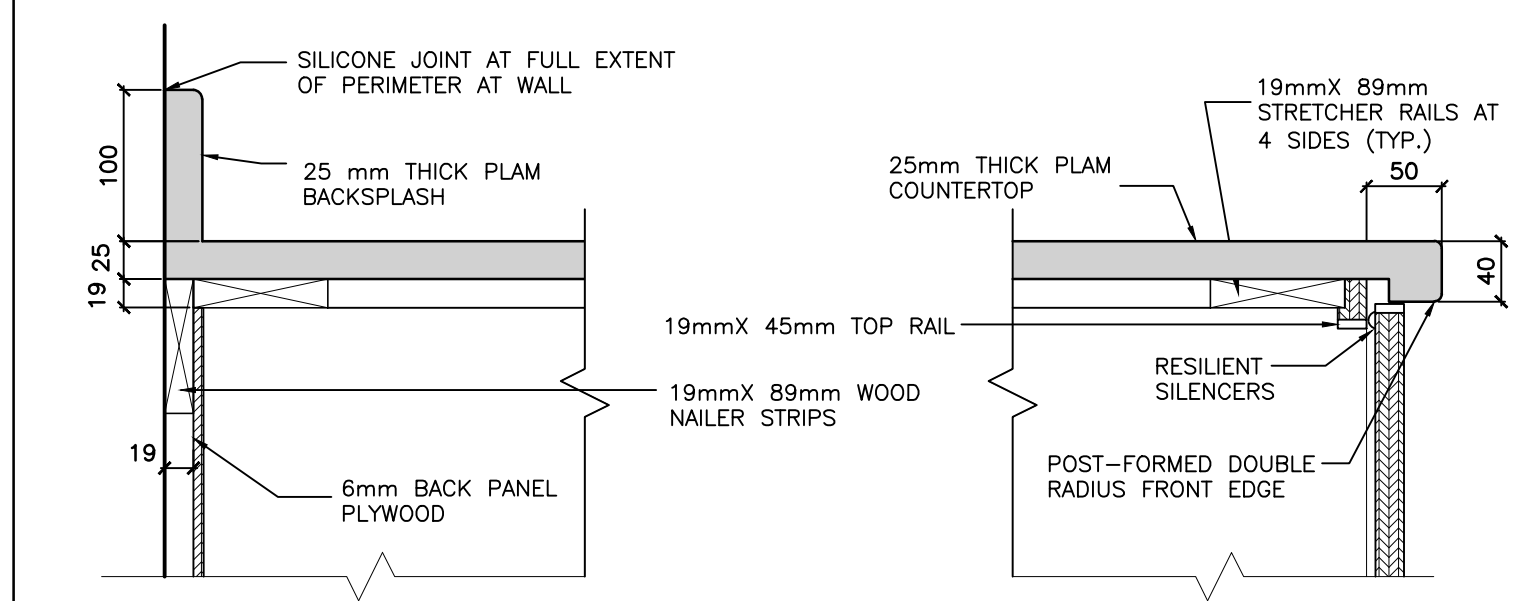 SILICONE JOINT AT FULL EXTENT
OF PERIMETER AT WALL
25 mm THICK PLAM
BACKSPLASH
100
25
19
19
19mmX 89mm WOOD
NAILER STRIPS
6mm BACK PANEL
PLYWOOD
19mmX 89mm
STRETCHER RAILS AT
4 SIDES (TYP.)
25mm THICK PLAM
COUNTERTOP
50
40
19mmX 45mm TOP RAIL
RESILIENT
SILENCERS
POST-FORMED DOUBLE
RADIUS FRONT EDGE